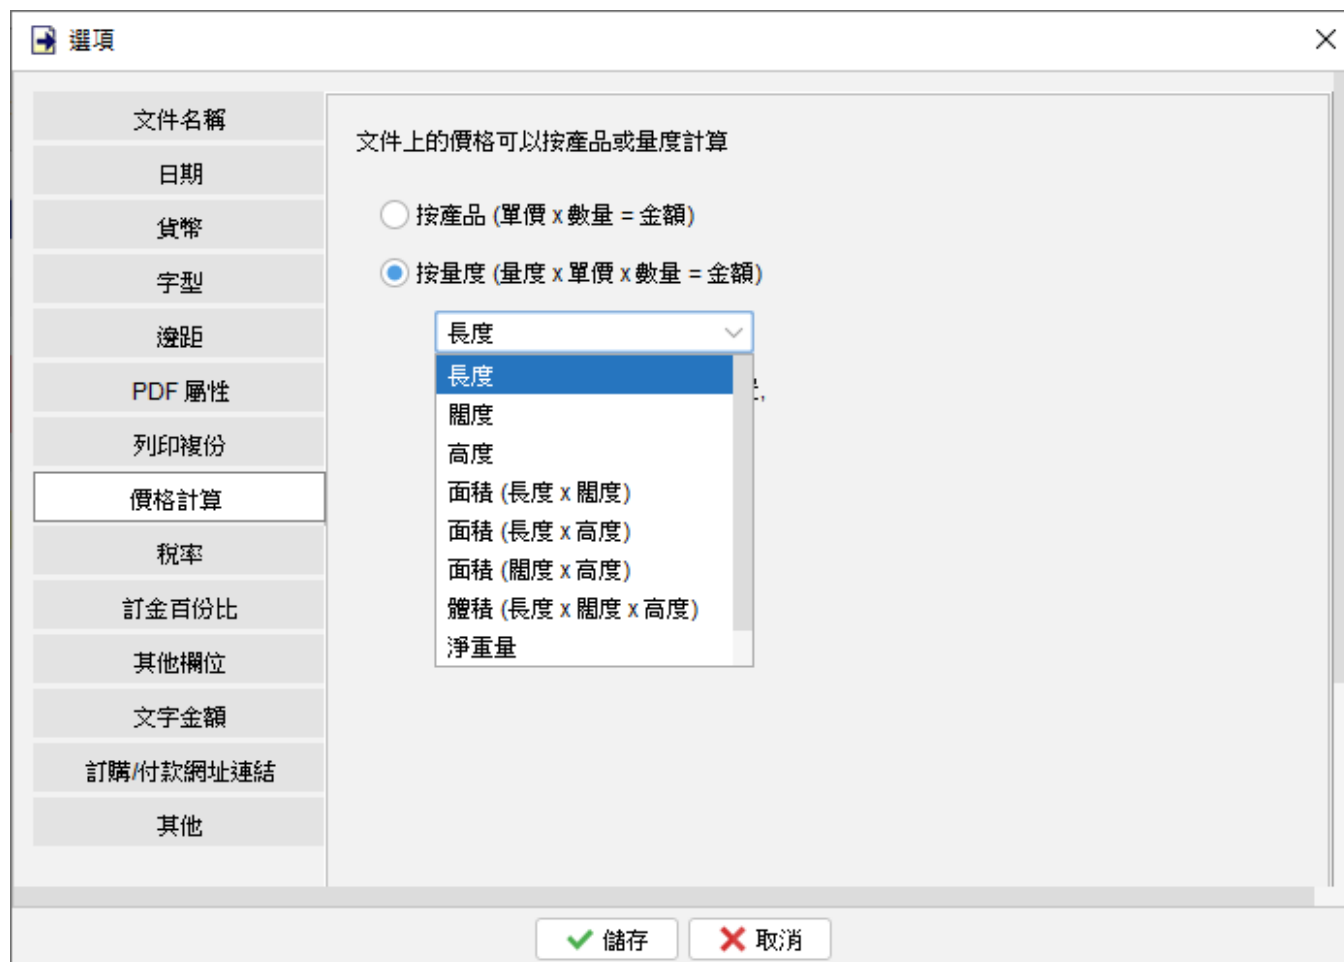 選項
文件名稱
日期
貨幣
字型
邊距
PDF 屬性
列印複份
價格計算
稅率
訂金百份比
其他欄位
文字金額
訂購/付款網址連結
其他
文件上的價格可以按產品或量度計算
按產品 (單價 x 數量 = 金額)
按量度 (量度 x 單價 x 數量 = 金額)
長度
長度
闊度
高度
面積 (長度 x 闊度)
面積 (長度 x 高度)
面積 (闊度 x 高度)
體積 (長度 x 闊度 x 高度)
淨重量
儲存
取消